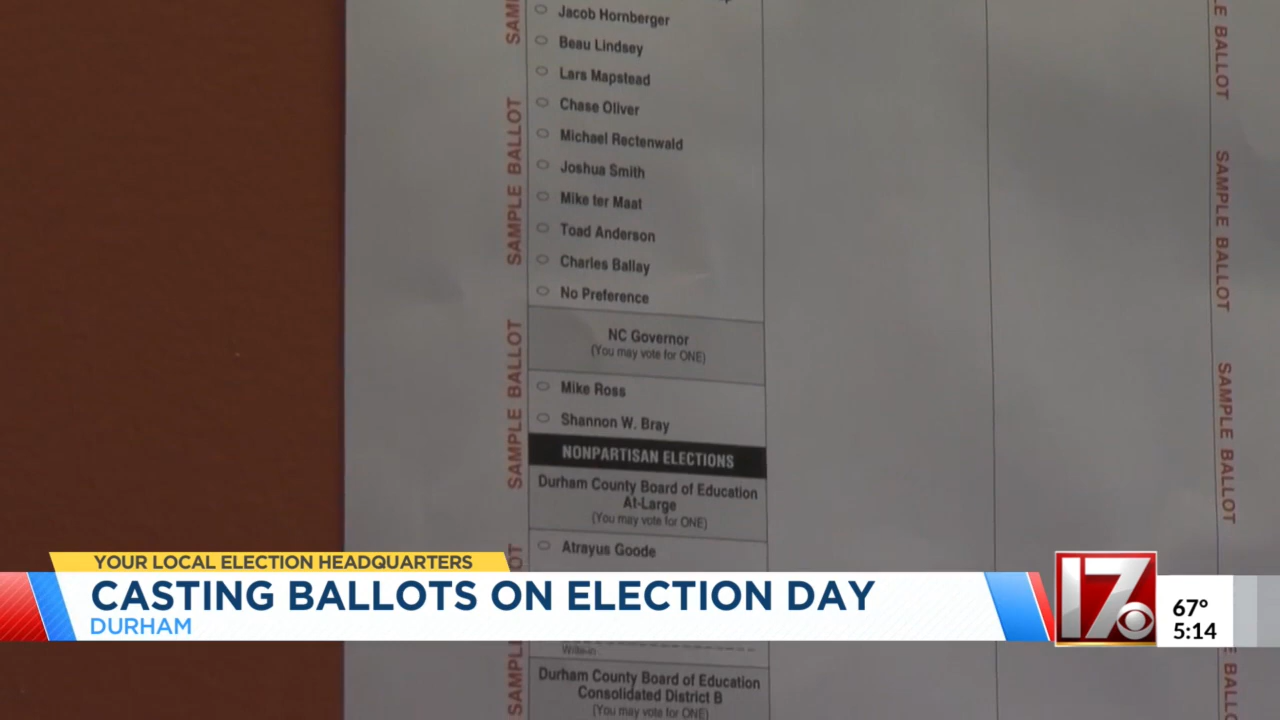 Jacob Hornberger
Beau Lindsey
Lars Mapstead
Chase Oliver
Michael Rectenwald
Joshua Smith
Mike ter Maat
Toad Anderson
Charles Ballay
No Preference
NC Governor
(You may vote for ONE)
Mike Ross
Shannon W. Bray
NONPARTISAN ELECTIONS
Durham County Board of Education
At-Large
(You may vote for ONE)
Atrayus Goode
Write-in
Durham County Board of Education
Consolidated District B
(You may vote for ONE)
SAMPLE BALLOT
SAMPLE BALLOT
SAMPLE BALLOT
SAMPLE BALLOT
YOUR LOCAL ELECTION HEADQUARTERS
CASTING BALLOTS ON ELECTION DAY
DURHAM
17
67°
5:14